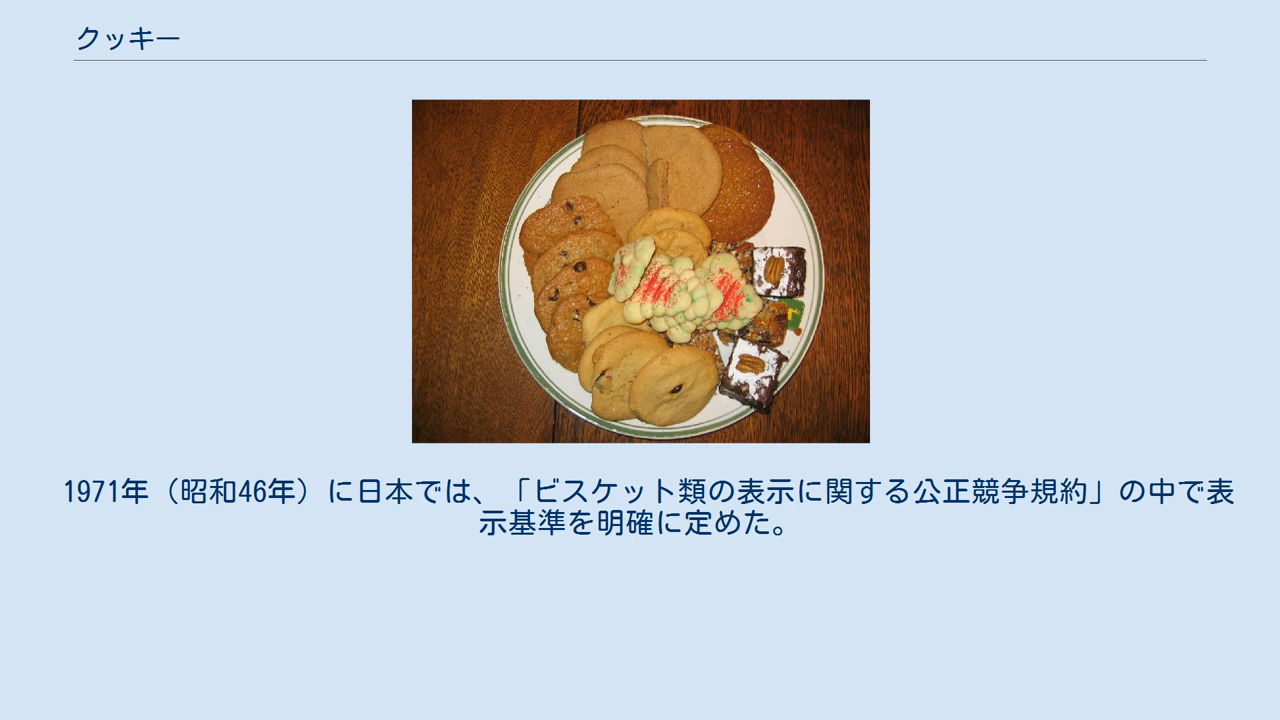 クッキー
1971年（昭和46年）に日本では、「ビスケット類の表示に関する公正競争規約」の中で表
示基準を明確に定めた。